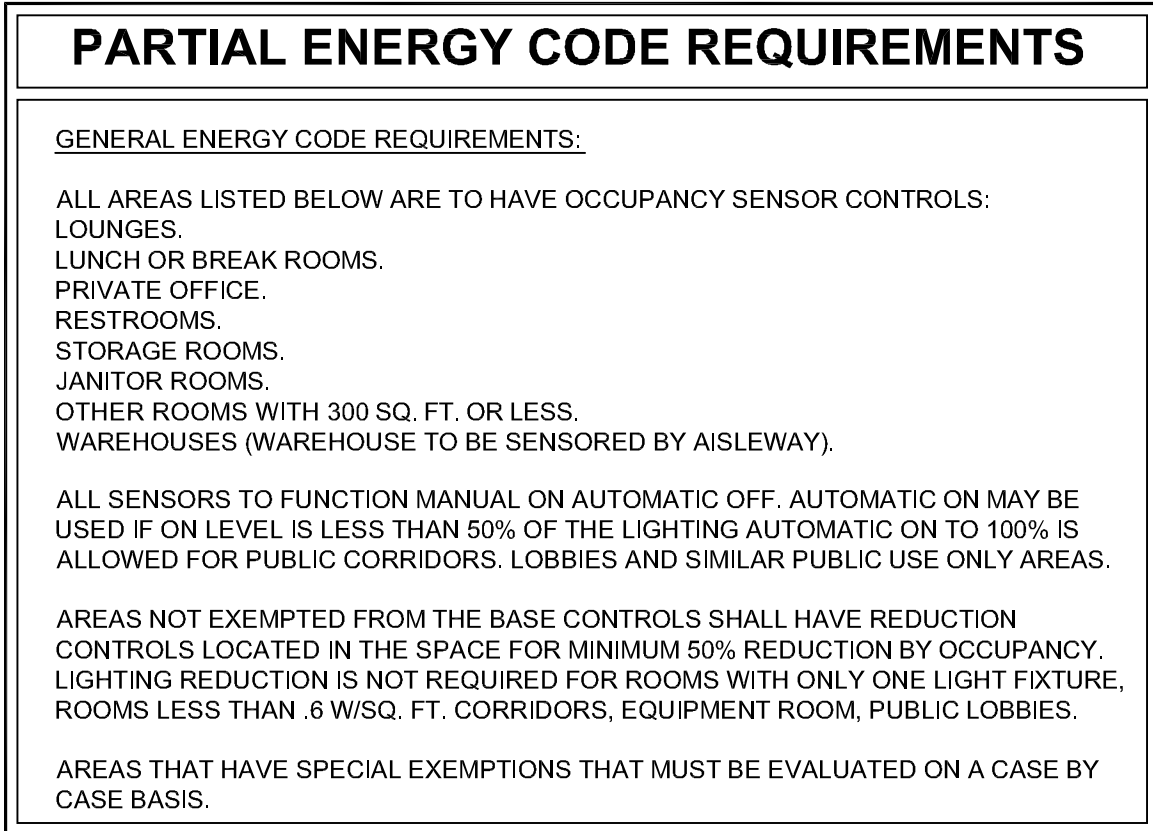 PARTIAL ENERGY CODE REQUIREMENTS
GENERAL ENERGY CODE REQUIREMENTS:
ALL AREAS LISTED BELOW ARE TO HAVE OCCUPANCY SENSOR CONTROLS:
LOUNGES.
LUNCH OR BREAK ROOMS.
PRIVATE OFFICE.
RESTROOMS.
STORAGE ROOMS.
JANITOR ROOMS.
OTHER ROOMS WITH 300 SQ. FT. OR LESS.
WAREHOUSES (WAREHOUSE TO BE SENSORED BY AISLEWAY).
ALL SENSORS TO FUNCTION MANUAL ON AUTOMATIC OFF. AUTOMATIC ON MAY BE
USED IF ON LEVEL IS LESS THAN 50% OF THE LIGHTING AUTOMATIC ON TO 100% IS
ALLOWED FOR PUBLIC CORRIDORS. LOBBIES AND SIMILAR PUBLIC USE ONLY AREAS.
AREAS NOT EXEMPTED FROM THE BASE CONTROLS SHALL HAVE REDUCTION
CONTROLS LOCATED IN THE SPACE FOR MINIMUM 50% REDUCTION BY OCCUPANCY.
LIGHTING REDUCTION IS NOT REQUIRED FOR ROOMS WITH ONLY ONE LIGHT FIXTURE,
ROOMS LESS THAN .6 W/SQ. FT. CORRIDORS, EQUIPMENT ROOM, PUBLIC LOBBIES.
AREAS THAT HAVE SPECIAL EXEMPTIONS THAT MUST BE EVALUATED ON A CASE BY
CASE BASIS.